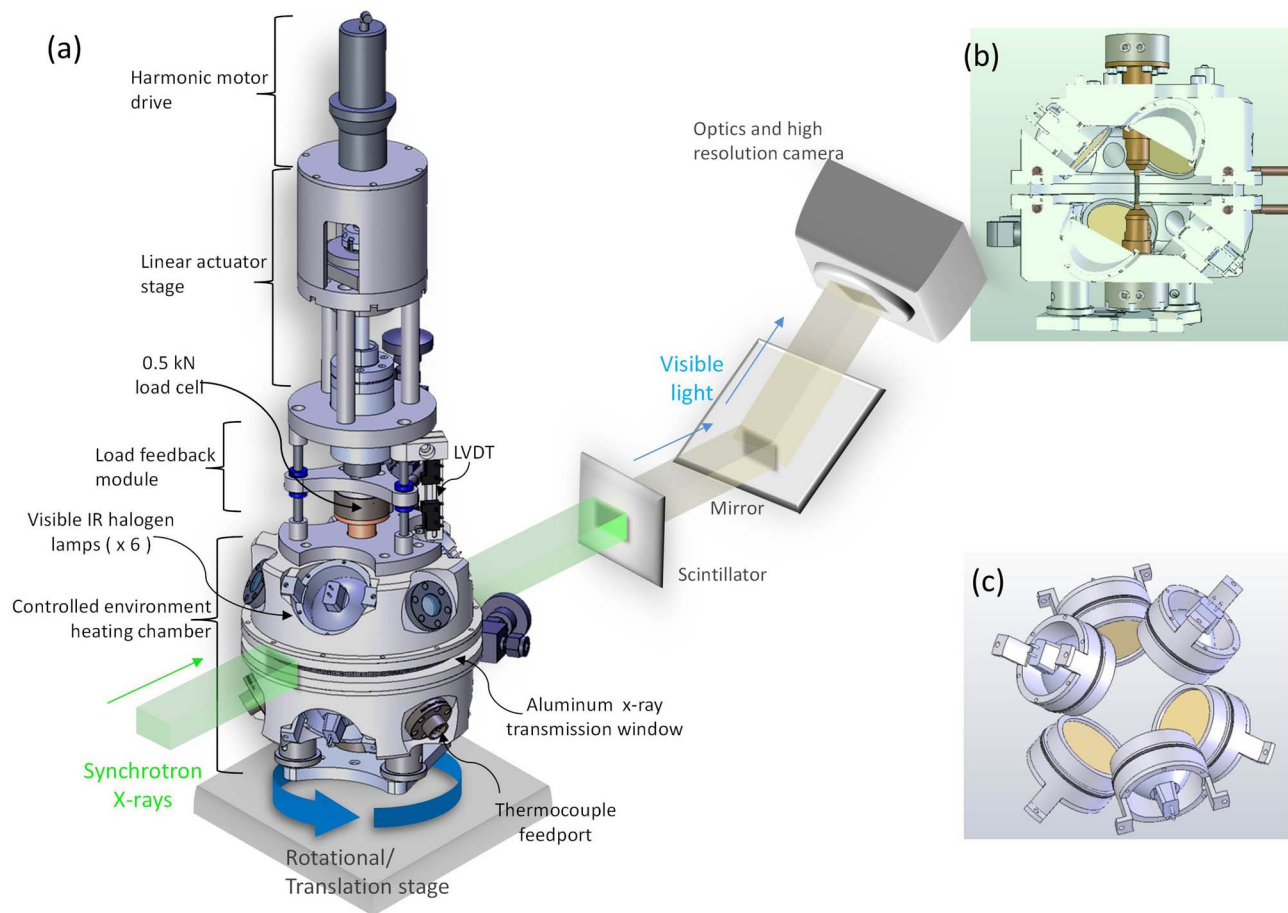 (a)
Harmonic motor
drive
Linear actuator
stage
0.5 kN
load cell
Load feedback
module
LVDT
Visible IR halogen
lamps ( x 6 )
Controlled environment
heating chamber
Synchrotron
X-rays
Aluminum x-ray
transmission window
Thermocouple
feedport
Rotational/
Translation stage
Optics and high
resolution camera
Visible
light
Mirror
Scintillator
(b)
(c)